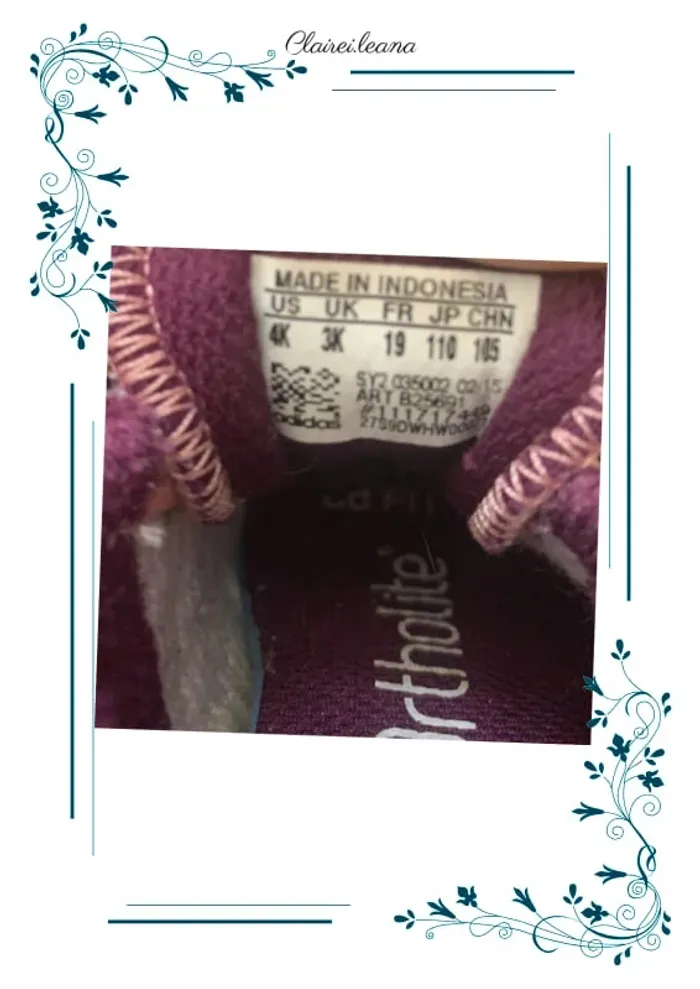 Clairei.leana
MADE IN INDONESIA
US UK FR JP CHN
4K 3K 19 110 105
SY2 035002 02/15
ART B25691
adidas
FIT
ortholite